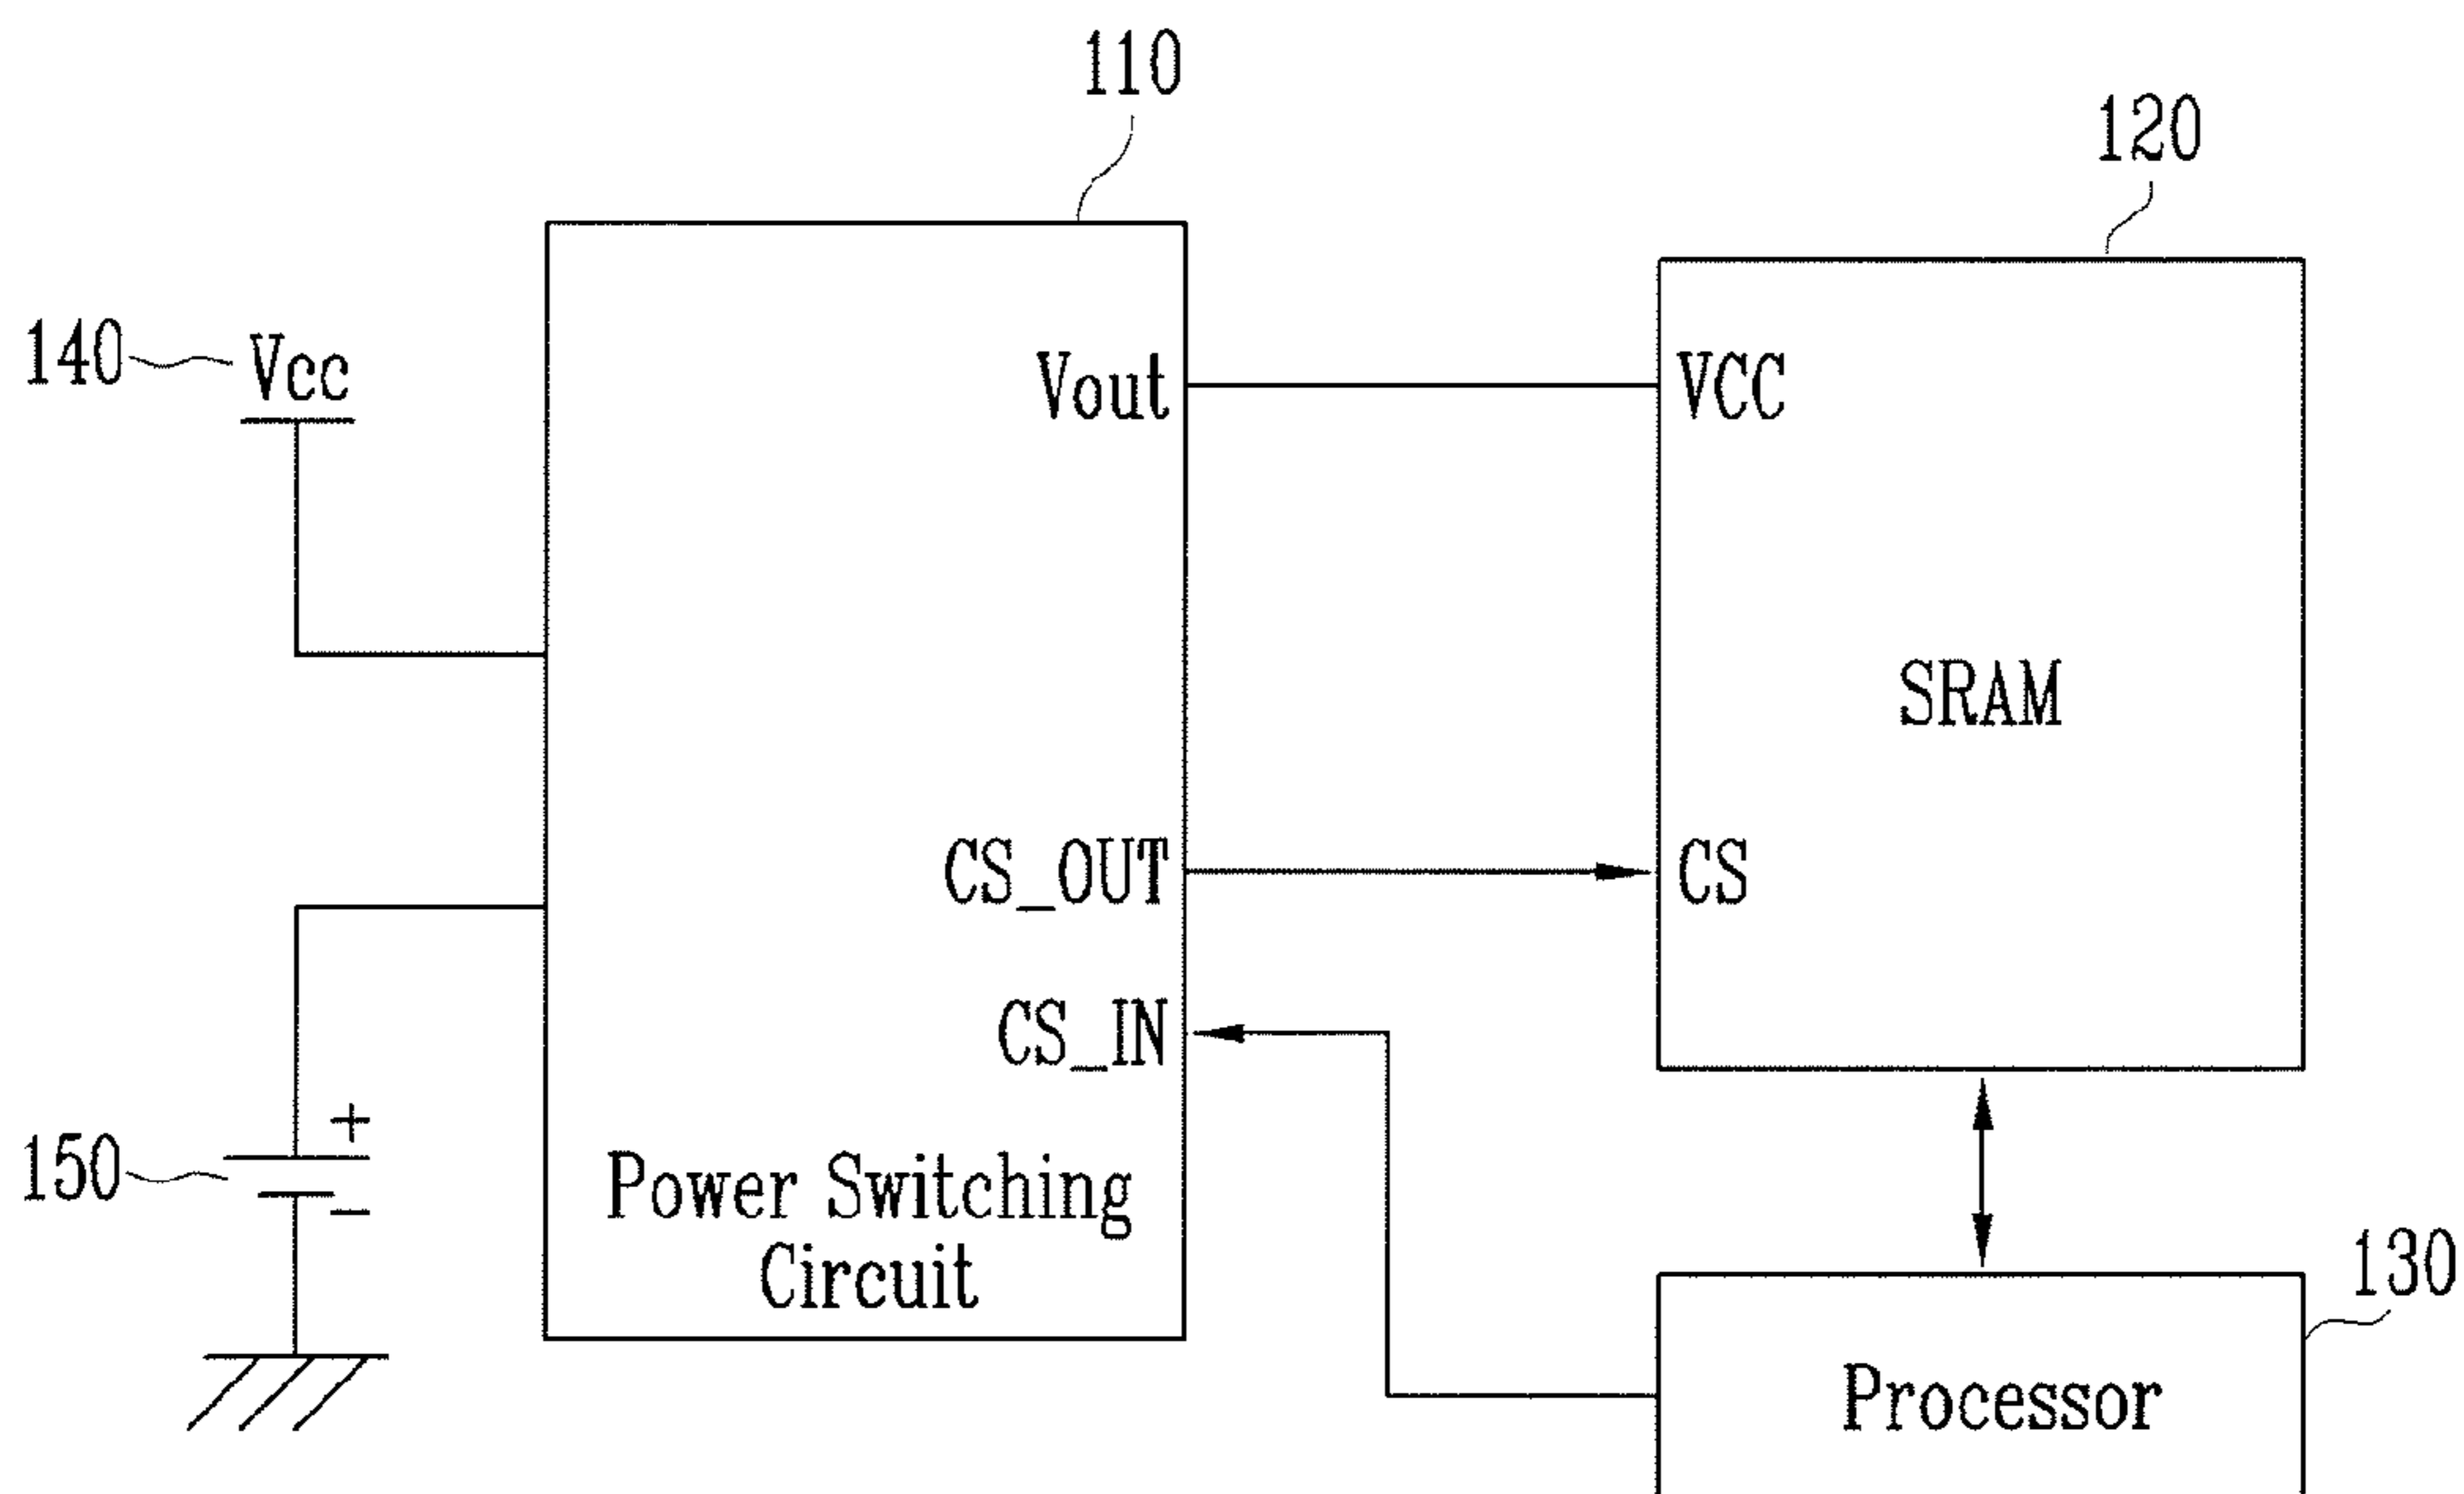 110
120
140
Vcc
Vout
VCC
SRAM
CS_OUT
CS
CS_IN
+
150
−
Power Switching
Circuit
130
Processor